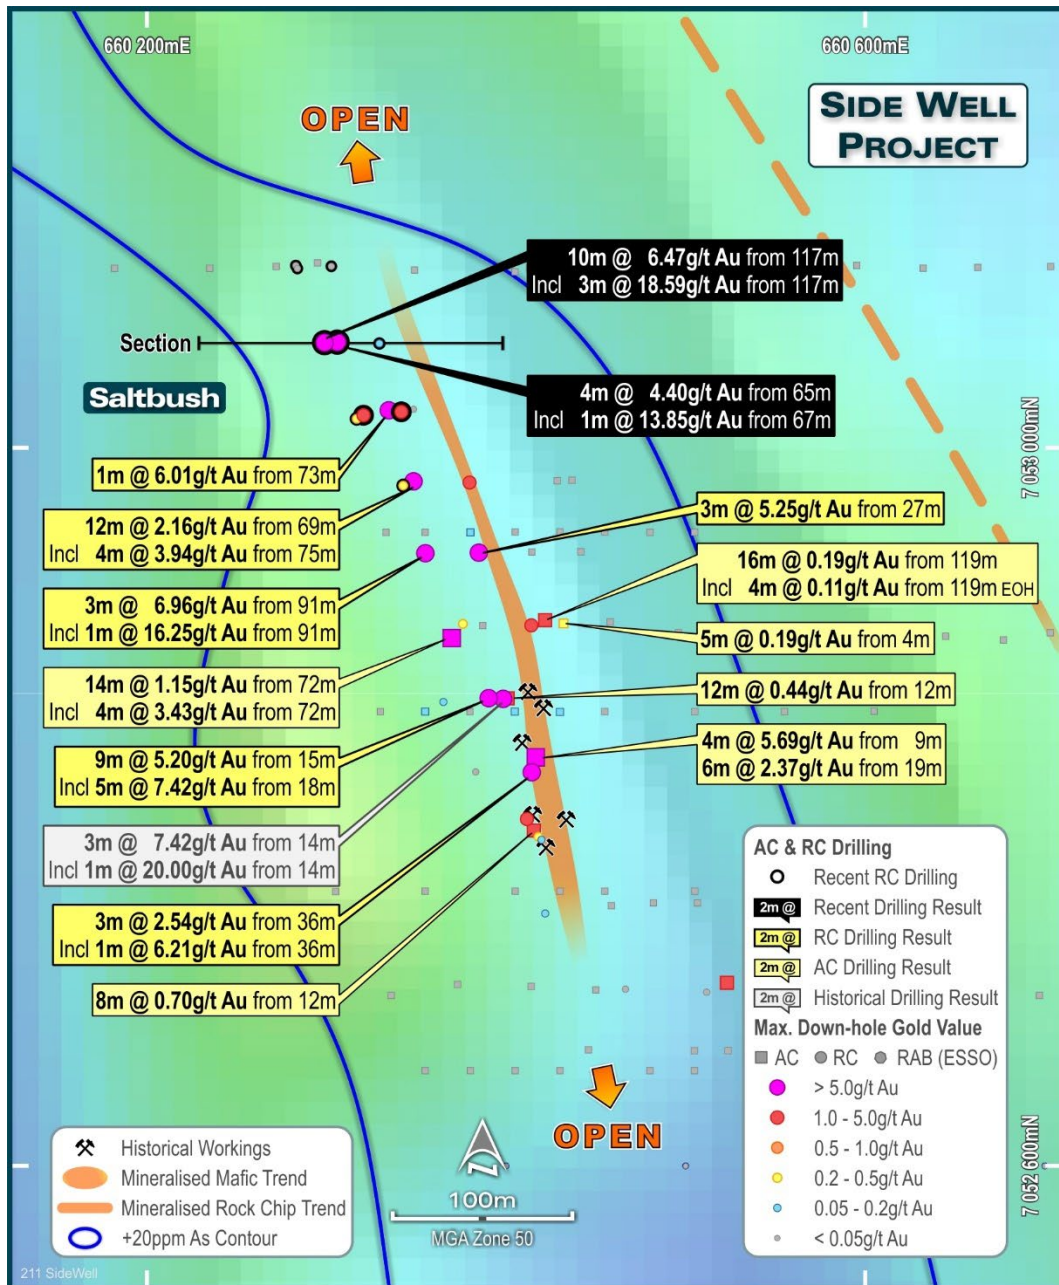 660 200mE
660 600mE
SIDE WELL
PROJECT
OPEN
10m @ 6.47g/t Au from 117m
Incl 3m @ 18.59g/t Au from 117m
Section
4m @ 4.40g/t Au from 65m
Incl 1m @ 13.85g/t Au from 67m
Saltbush
7 053 000mN
1m @ 6.01g/t Au from 73m
12m @ 2.16g/t Au from 69m
Incl 4m @ 3.94g/t Au from 75m
3m @ 6.96g/t Au from 91m
Incl 1m @ 16.25g/t Au from 91m
14m @ 1.15g/t Au from 72m
Incl 4m @ 3.43g/t Au from 72m
9m @ 5.20g/t Au from 15m
Incl 5m @ 7.42g/t Au from 18m
3m @ 7.42g/t Au from 14m
Incl 1m @ 20.00g/t Au from 14m
3m @ 2.54g/t Au from 36m
Incl 1m @ 6.21g/t Au from 36m
8m @ 0.70g/t Au from 12m
3m @ 5.25g/t Au from 27m
16m @ 0.19g/t Au from 119m
Incl 4m @ 0.11g/t Au from 119m EOH
5m @ 0.19g/t Au from 4m
12m @ 0.44g/t Au from 12m
4m @ 5.69g/t Au from 9m
6m @ 2.37g/t Au from 19m
AC & RC Drilling
Recent RC Drilling
2m @ Recent Drilling Result
2m @ RC Drilling Result
2m @ AC Drilling Result
2m @ Historical Drilling Result
Max. Down-hole Gold Value
AC RC RAB (ESSO)
> 5.0g/t Au
1.0 - 5.0g/t Au
0.5 - 1.0g/t Au
0.2 - 0.5g/t Au
0.05 - 0.2g/t Au
< 0.05g/t Au
7 052 600mN
OPEN
Historical Workings
Mineralised Mafic Trend
Mineralised Rock Chip Trend
+20ppm As Contour
N
100m
MGA Zone 50
211 SideWell